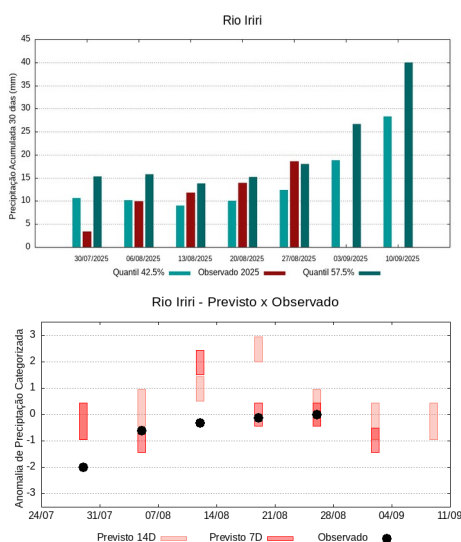 Rio Iriri
Precipitação Acumulada 30 dias (mm)
45
40
35
30
25
20
15
10
5
0
30/07/2025 06/08/2025 13/08/2025 20/08/2025 27/08/2025 03/09/2025 10/09/2025
Quantil 42.5% Observado 2025 Quantil 57.5%
Rio Iriri - Previsto x Observado
Anomalia de Precipitação Categorizada
3
2
1
0
-1
-2
-3
24/07 31/07 07/08 14/08 21/08 28/08 04/09 11/09
Previsto 14D Previsto 7D Observado